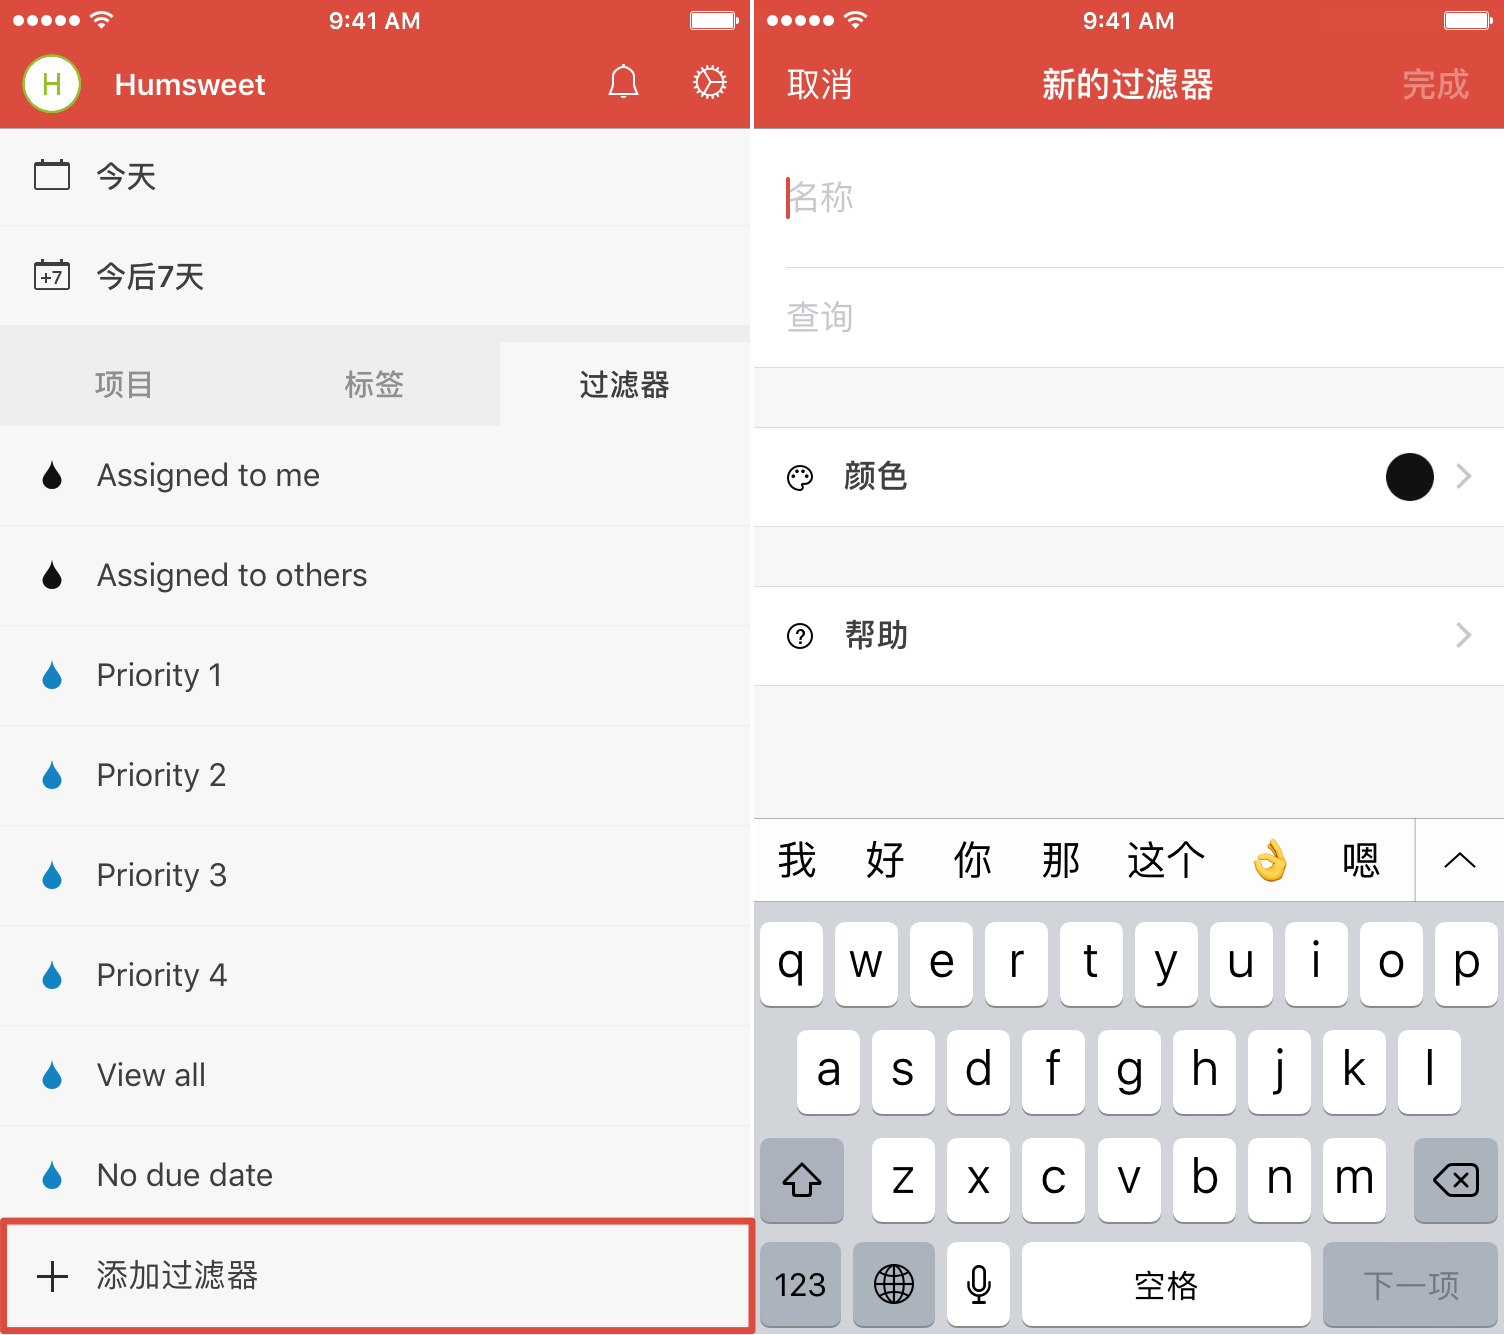 9:41 AM
H
Humsweet
今天
+7
今后7天
项目
标签
过滤器
Assigned to me
Assigned to others
Priority 1
Priority 2
Priority 3
Priority 4
View all
No due date
添加过滤器
9:41 AM
取消
新的过滤器
完成
名称
查询
颜色
?
帮助
我 好 你 那 这个 👌 嗯
q w e r t y u i o p
a s d f g h j k l
z x c v b n m
123
空格
下一项